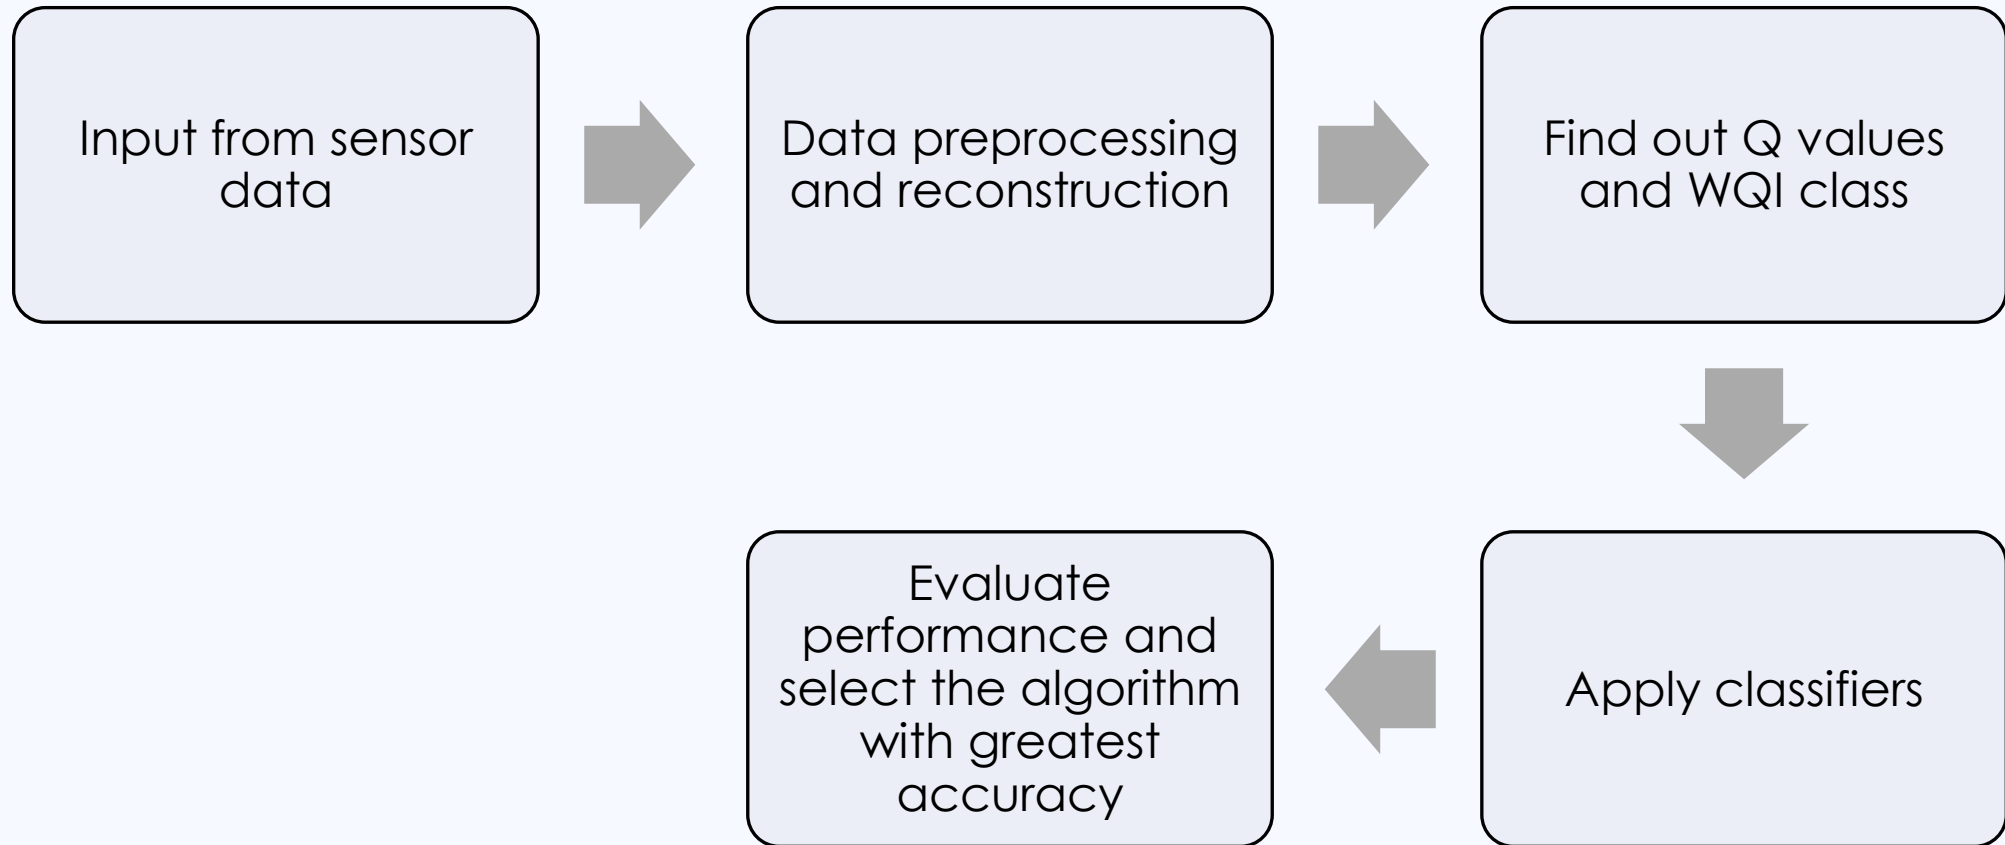 Input from sensor
data
Data preprocessing
and reconstruction
Find out Q values
and WQI class
Apply classifiers
Evaluate
performance and
select the algorithm
with greatest
accuracy